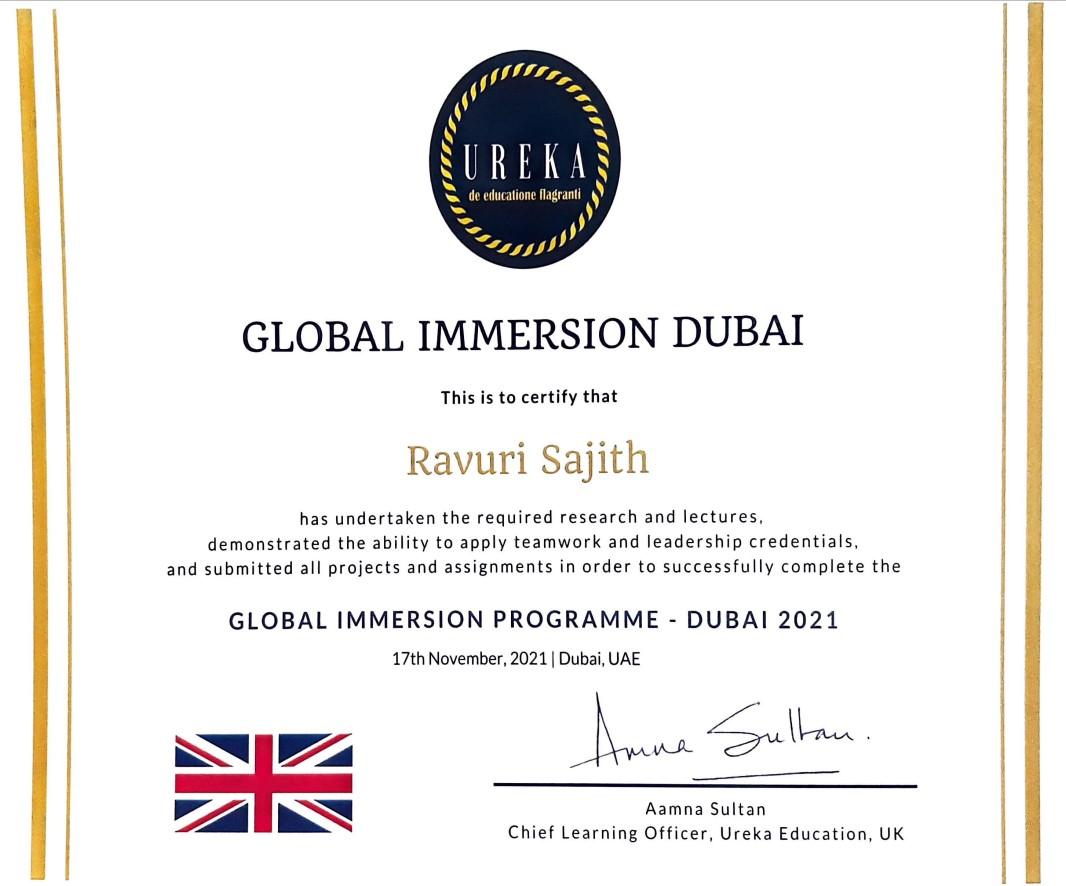 UREKA
de educatione flagranti
GLOBAL IMMERSION DUBAI
This is to certify that
Ravuri Sajith
has undertaken the required research and lectures,
demonstrated the ability to apply teamwork and leadership credentials,
and submitted all projects and assignments in order to successfully complete the
GLOBAL IMMERSION PROGRAMME - DUBAI 2021
17th November, 2021 | Dubai, UAE
Amna Sultan.
Aamna Sultan
Chief Learning Officer, Ureka Education, UK